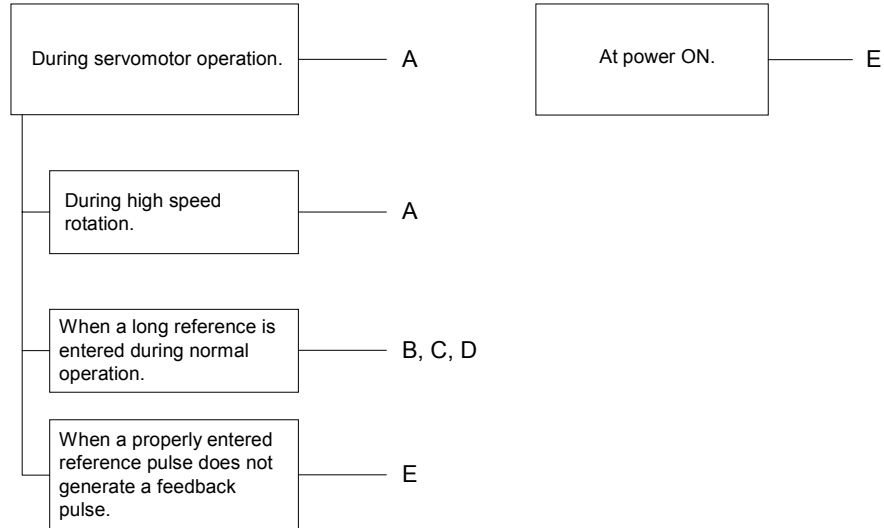 During servomotor operation.
A
At power ON.
E
During high speed
rotation.
A
When a long reference is
entered during normal
operation.
B, C, D
When a properly entered
reference pulse does not
generate a feedback
pulse.
E